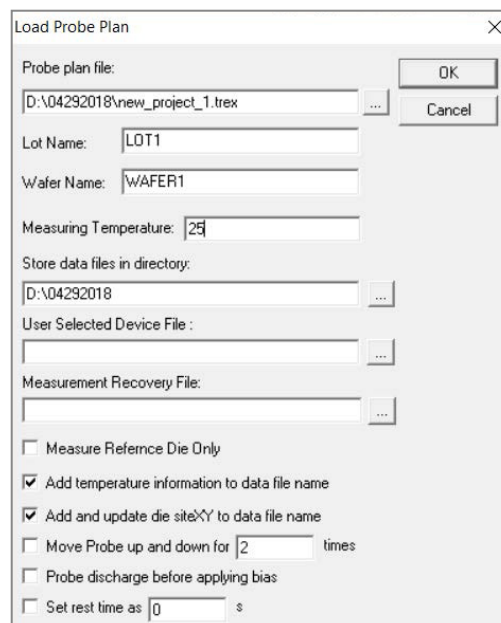 Load Probe Plan
Probe plan file:
OK
D:\04292018\new_project_1.trex
...
Cancel
Lot Name: LOT1
Wafer Name: WAFER1
Measuring Temperature: 25
Store data files in directory:
D:\04292018
...
User Selected Device File :
...
Measurement Recovery File:
...
Measure Refernce Die Only
Add temperature information to data file name
Add and update die siteXY to data file name
Move Probe up and down for 2 times
Probe discharge before applying bias
Set rest time as 0 s